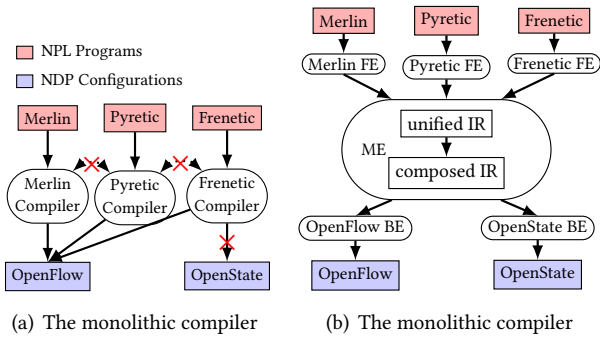 NPL Programs
NDP Configurations
Merlin
Pyretic
Frenetic
Merlin
Compiler
Pyretic
Compiler
Frenetic
Compiler
OpenFlow
OpenState
(a) The monolithic compiler
Merlin
Pyretic
Frenetic
Merlin FE
Pyretic FE
Frenetic FE
unified IR
ME
composed IR
OpenFlow BE
OpenState BE
OpenFlow
OpenState
(b) The monolithic compiler